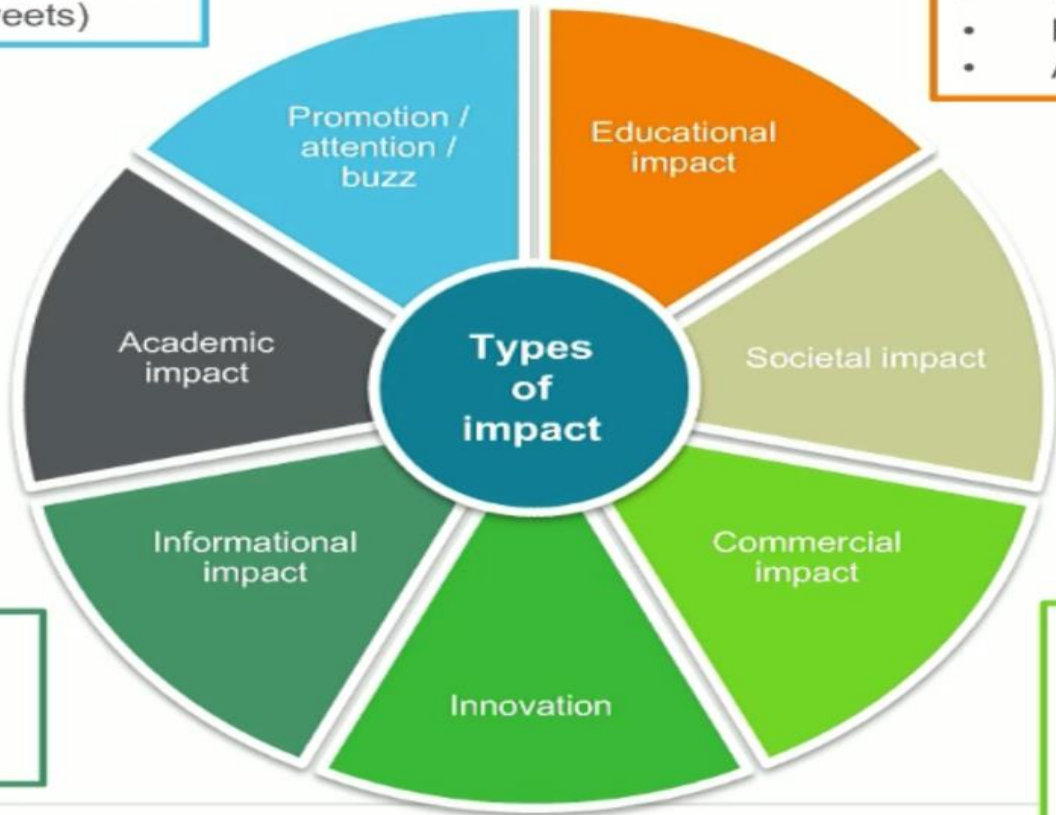 eets)
Promotion /
attention /
buzz
Educational
impact
Academic
impact
Types
of
impact
Societal impact
Informational
impact
Commercial
impact
Innovation